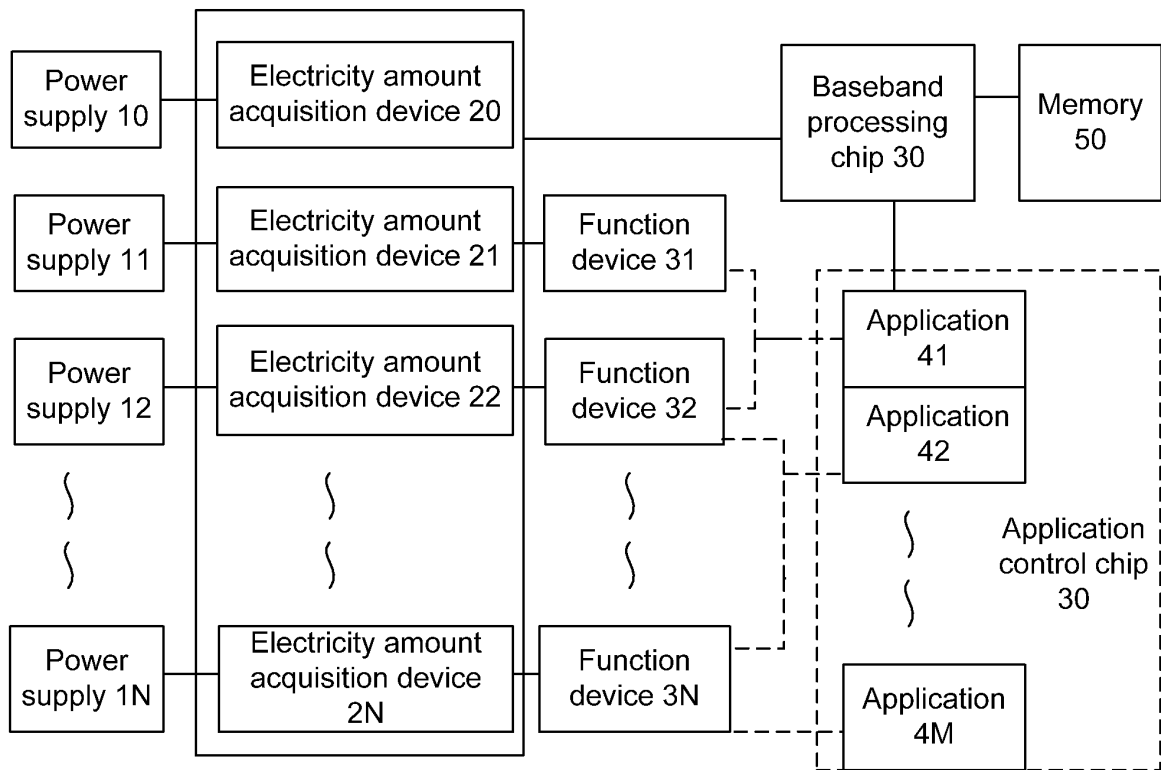 Power
supply 10
Electricity amount
acquisition device 20
Baseband
processing
chip 30
Memory
50
Power
supply 11
Electricity amount
acquisition device 21
Function
device 31
Application
41
Power
supply 12
Electricity amount
acquisition device 22
Function
device 32
Application
42
Application
control chip
30
Power
supply 1N
Electricity amount
acquisition device
2N
Function
device 3N
Application
4M